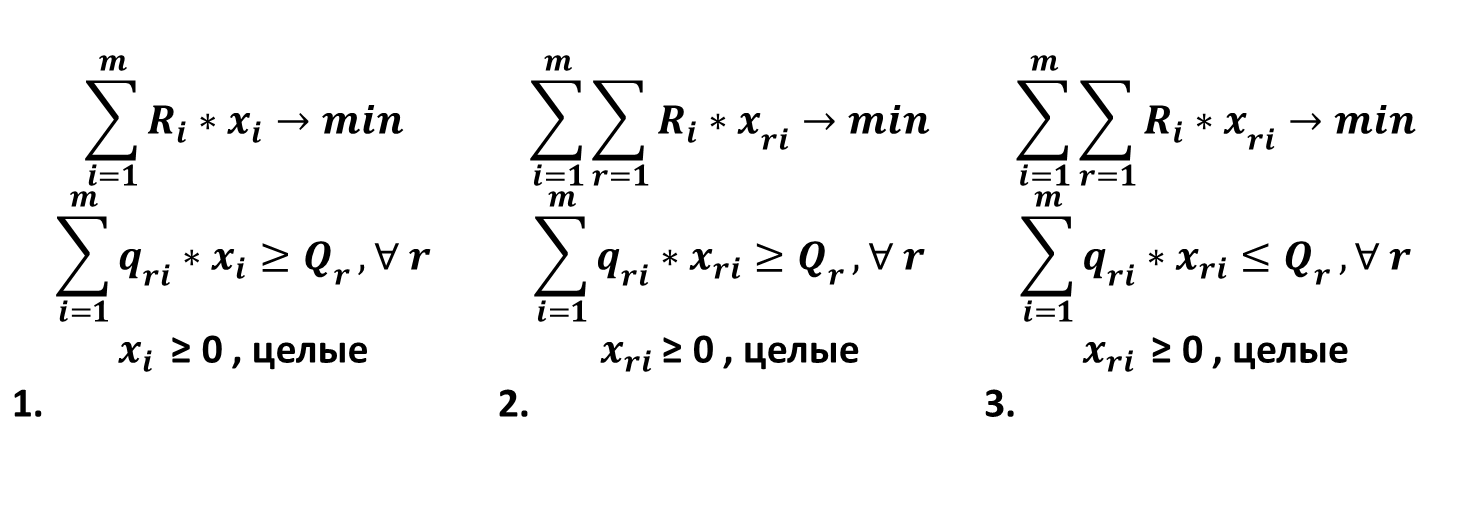 ∑_{i=1}^{m} R_i * x_i → min
∑_{i=1}^{m} q_{ri} * x_i ≥ Q_r, ∀ r
x_i ≥ 0 , целые
1.
∑_{i=1}^{m} ∑_{r=1} R_i * x_{ri} → min
∑_{i=1}^{m} q_{ri} * x_{ri} ≥ Q_r, ∀ r
x_{ri} ≥ 0 , целые
2.
∑_{i=1}^{m} ∑_{r=1} R_i * x_{ri} → min
∑_{i=1}^{m} q_{ri} * x_{ri} ≤ Q_r, ∀ r
x_{ri} ≥ 0 , целые
3.